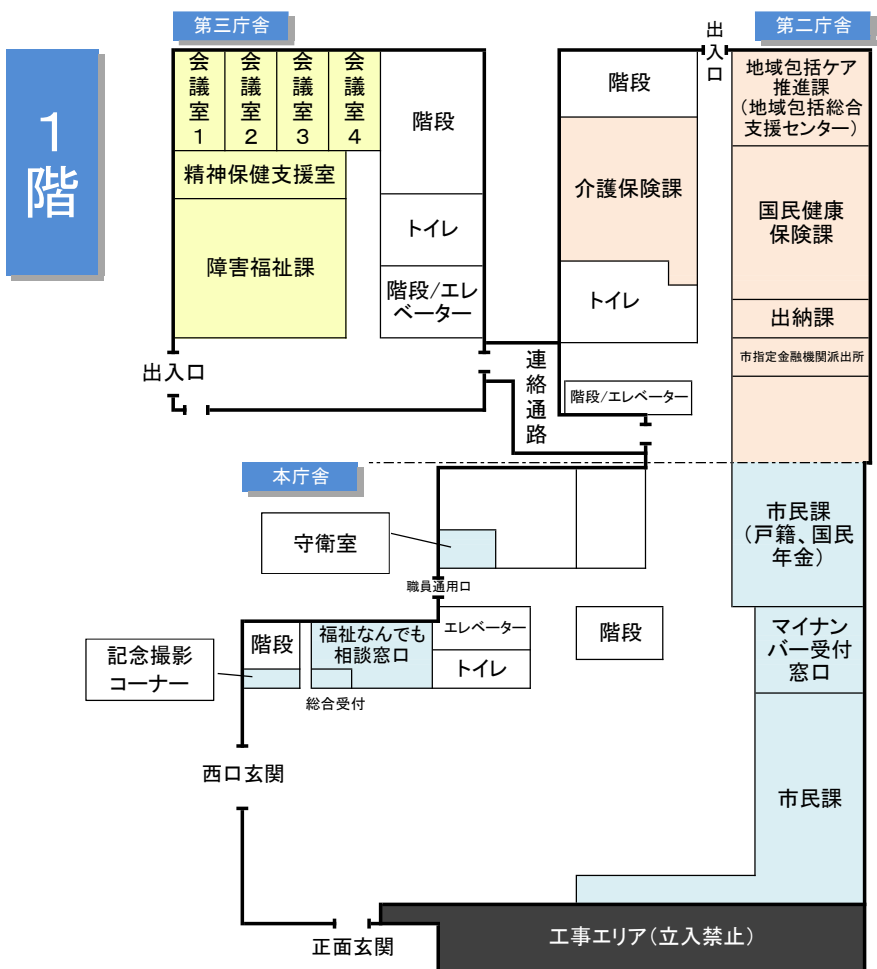 1
階
第三庁舎
会議室1
会議室2
会議室3
会議室4
階段
精神保健支援室
障害福祉課
トイレ
階段/エレ
ベーター
出入口
第二庁舎
出入口
階段
介護保険課
トイレ
連絡通路
階段/エレベーター
地域包括ケア
推進課
(地域包括総合
支援センター)
国民健康
保険課
出納課
市指定金融機関派出所
本庁舎
守衛室
職員通用口
市民課
(戸籍、国民
年金)
記念撮影
コーナー
階段
福祉なんでも
相談窓口
総合受付
エレベーター
トイレ
階段
マイナン
バー受付
窓口
西口玄関
市民課
正面玄関
工事エリア(立入禁止)